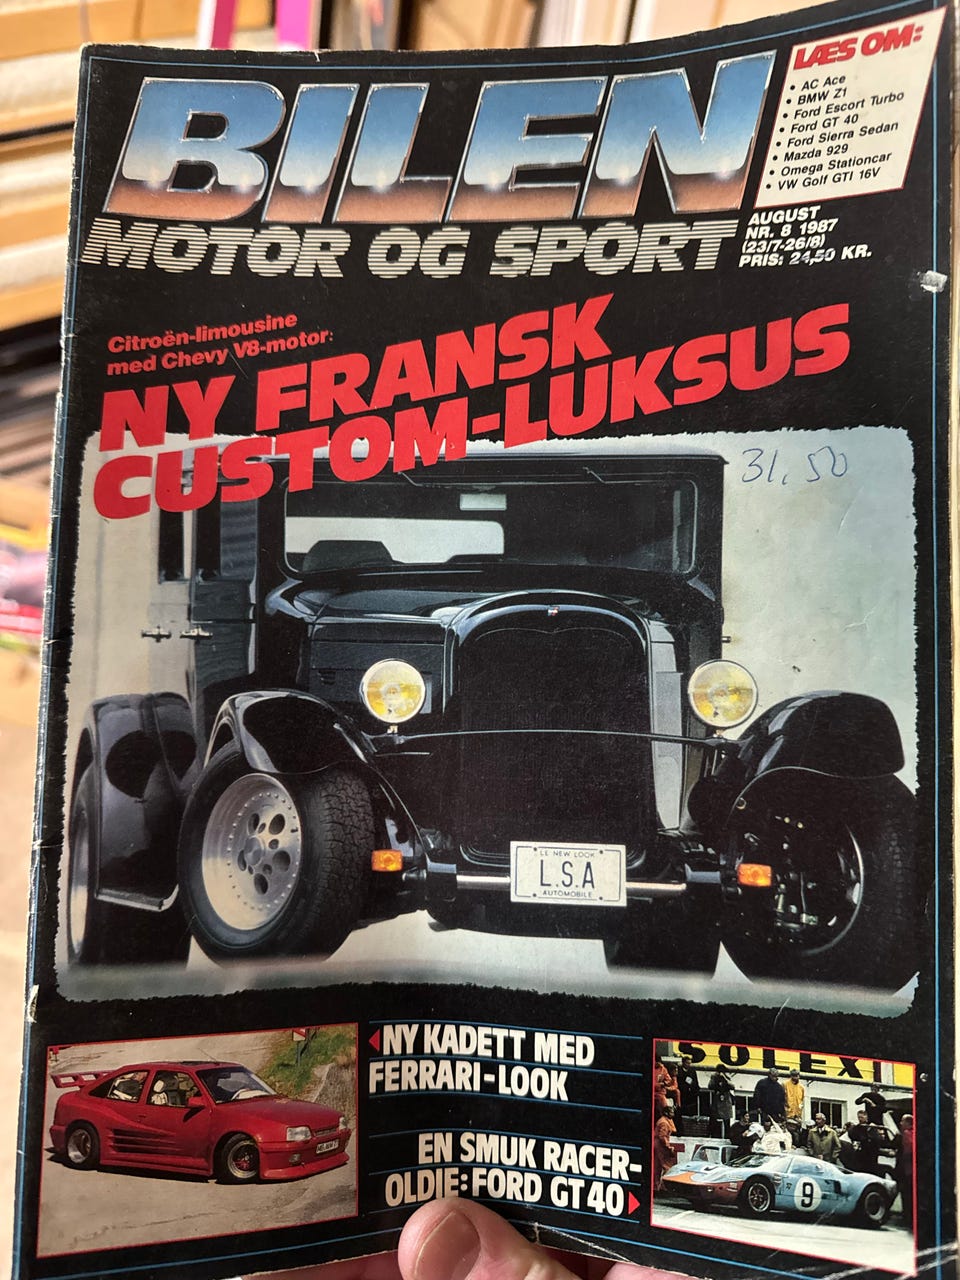 BILEN
MOTOR OG SPORT
LÆS OM:
• AC Ace
• BMW Z1
• Ford Escort Turbo
• Ford GT 40
• Ford Sierra Sedan
• Mazda 929
• Omega Stationcar
• VW Golf GTI 16V
AUGUST
NR. 8 1987
(23/7-26/8)
PRIS: 24,50 KR.
Citroën-limousine
med Chevy V8-motor:
NY FRANSK
CUSTOM-LUKSUS
31,50
LE NEW LOOK
L.S.A
AUTOMOBILE
NY KADETT MED
FERRARI-LOOK
EN SMUK RACER-
OLDIE: FORD GT 40
SOLEX
9